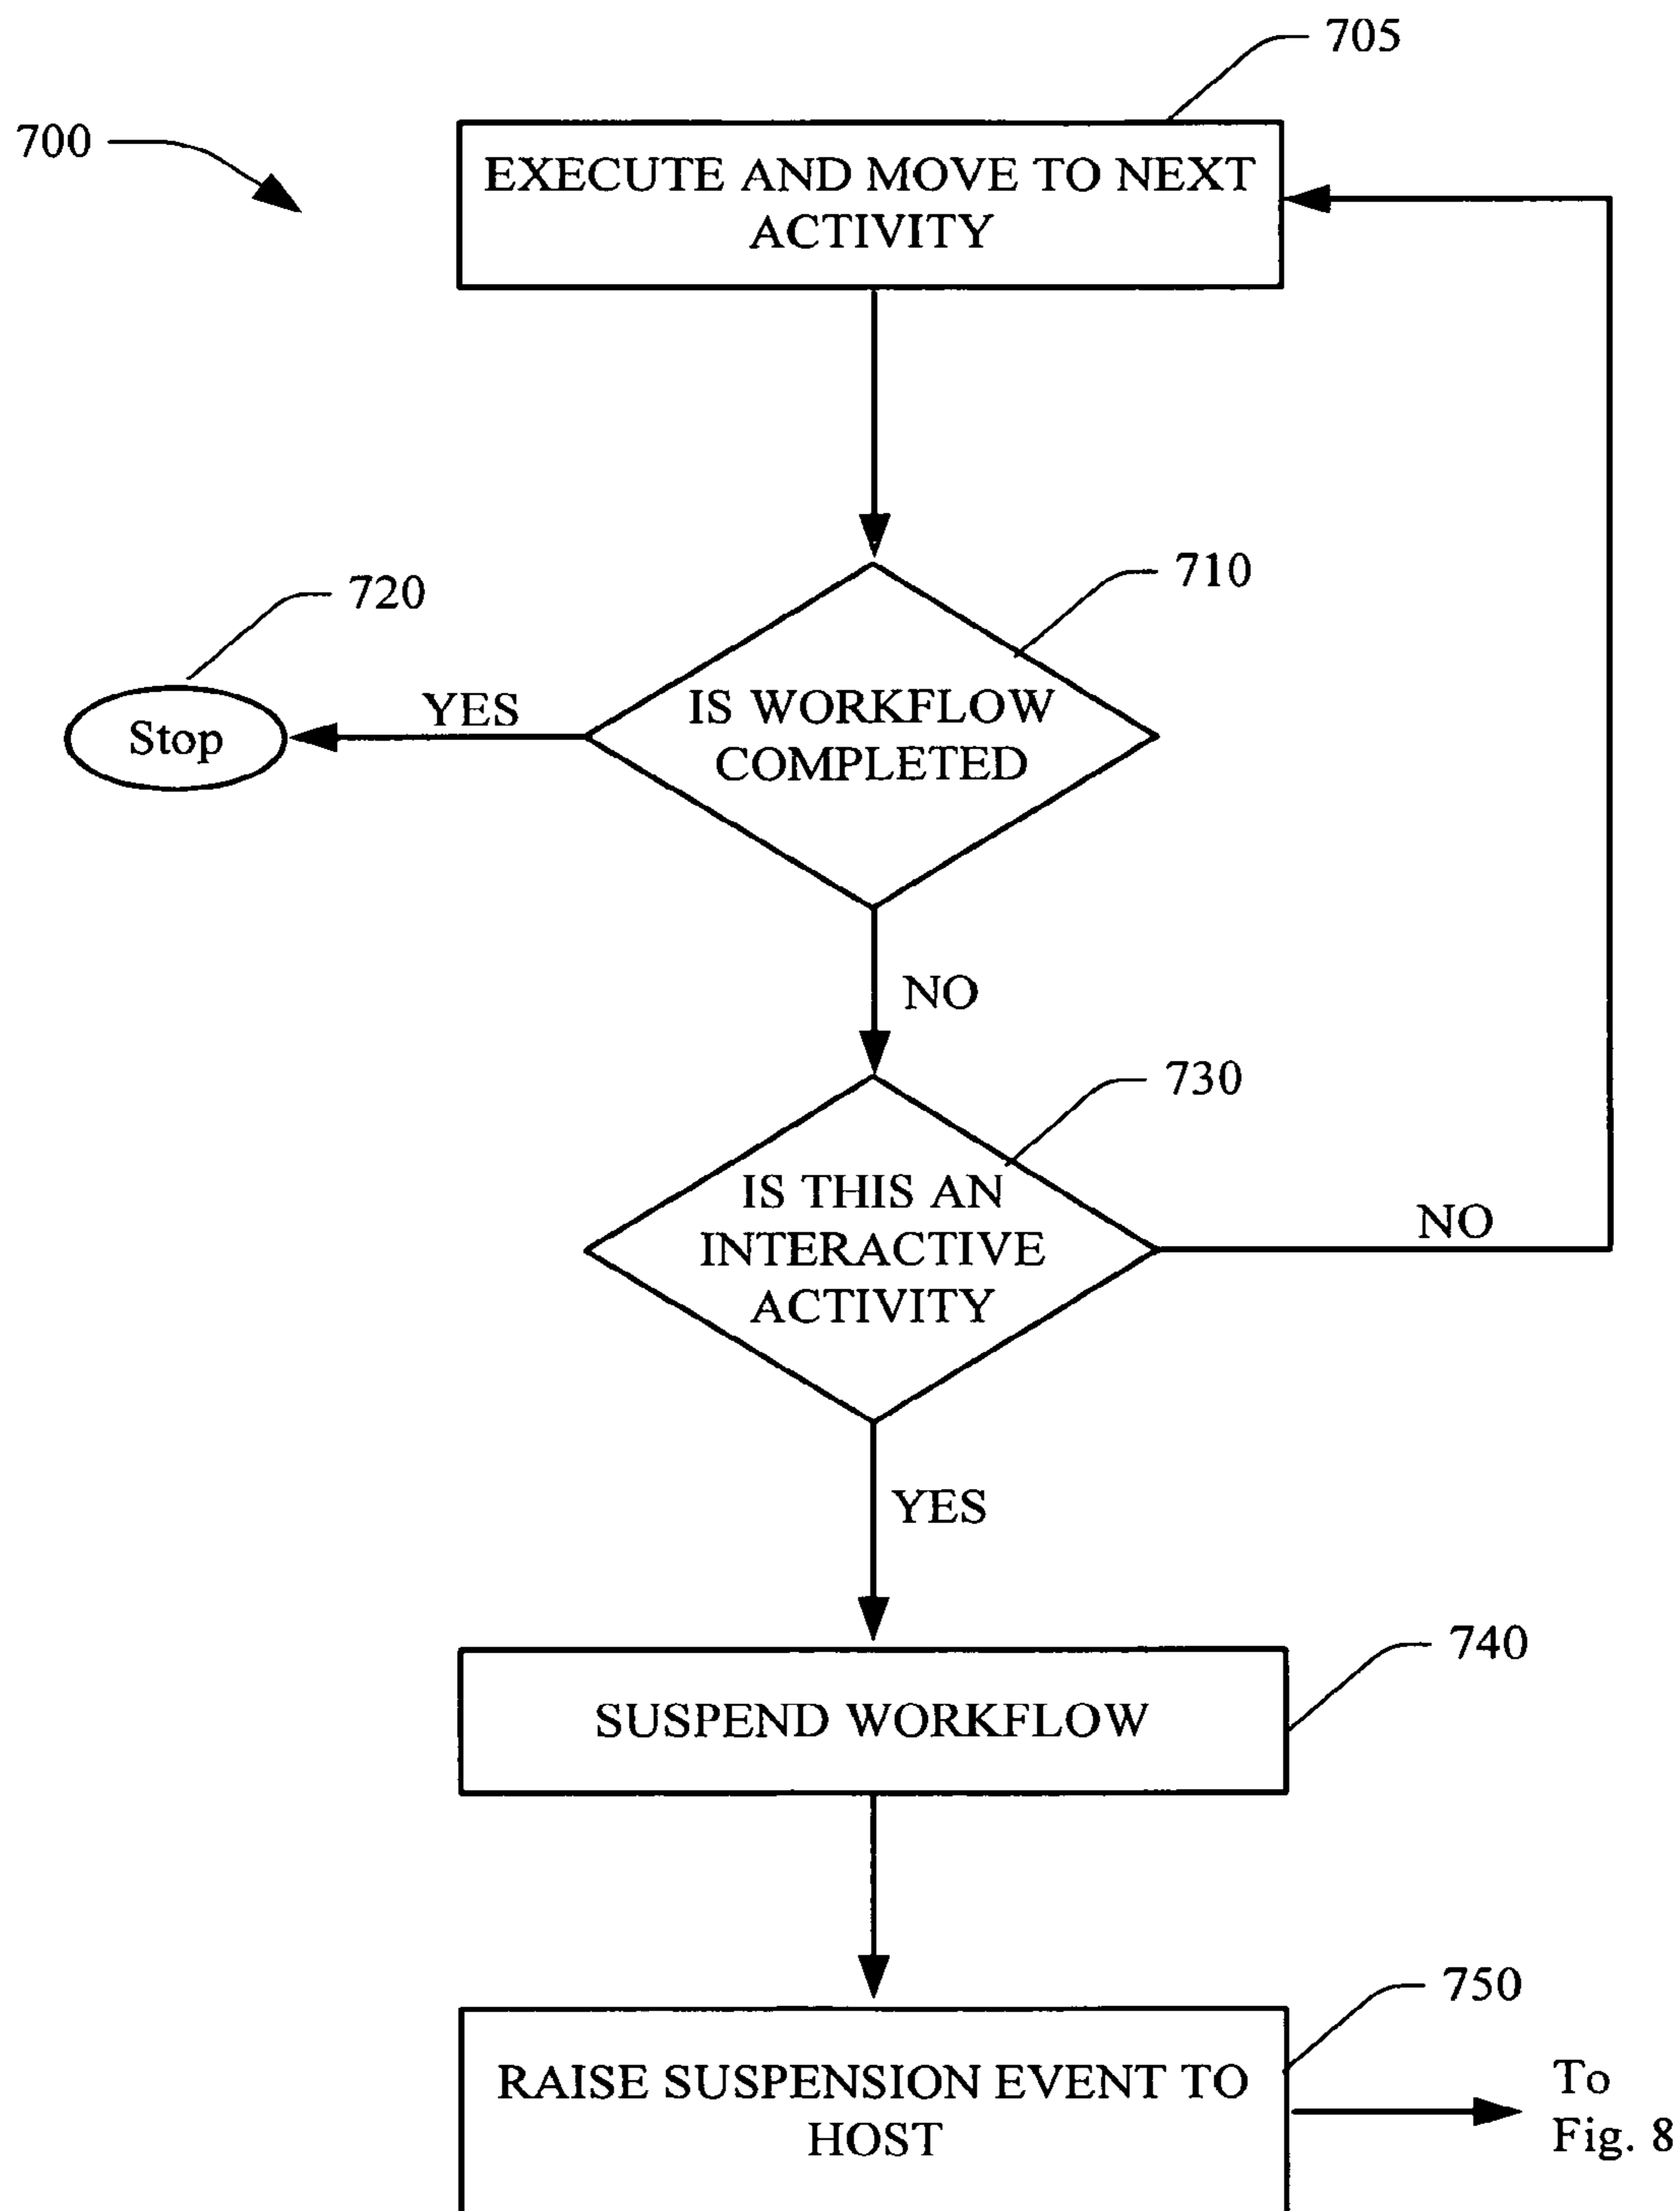 705
700
EXECUTE AND MOVE TO NEXT
ACTIVITY
710
720
IS WORKFLOW
COMPLETED
YES
Stop
NO
730
IS THIS AN
INTERACTIVE
ACTIVITY
NO
YES
740
SUSPEND WORKFLOW
750
RAISE SUSPENSION EVENT TO
HOST
To
Fig. 8